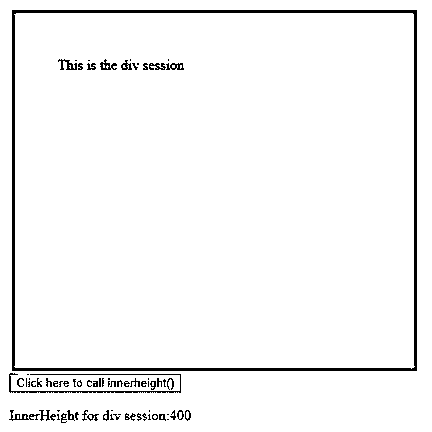 This is the div session
Click here to call innerheight()
InnerHeight for div session:400